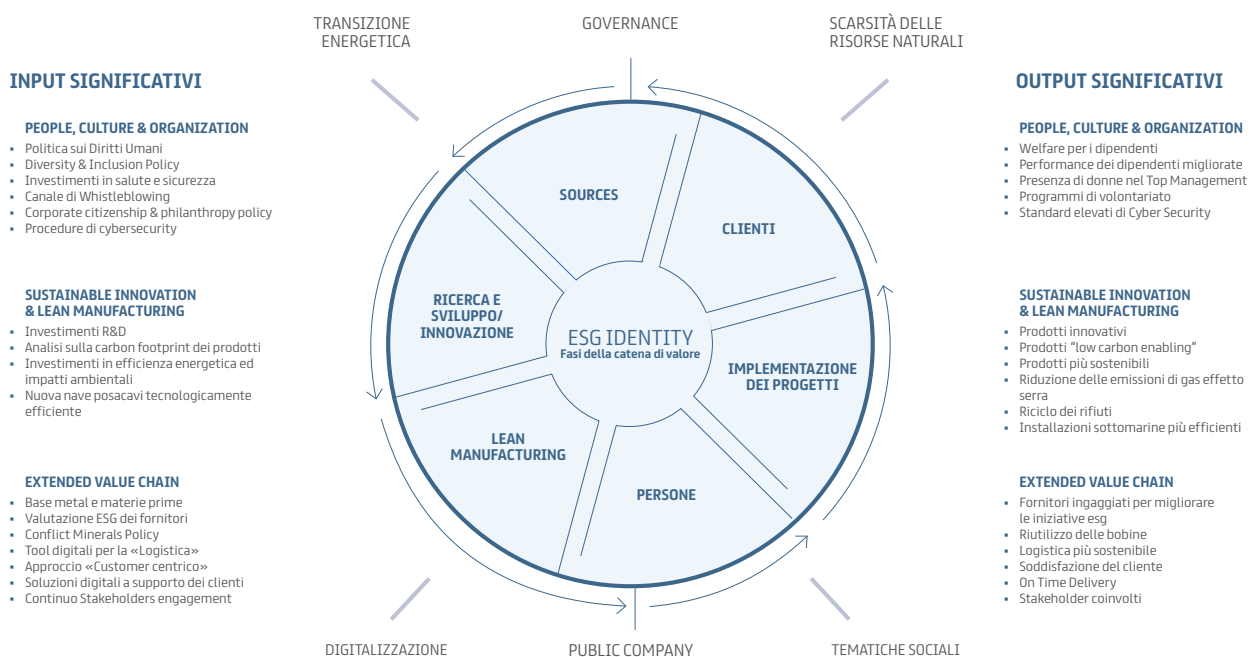 TRANSIZIONE
ENERGETICA
GOVERNANCE
SCARSITÀ DELLE
RISORSE NATURALI
INPUT SIGNIFICATIVI
PEOPLE, CULTURE & ORGANIZATION
▪ Politica sui Diritti Umani
▪ Diversity & Inclusion Policy
▪ Investimenti in salute e sicurezza
▪ Canale di Whistleblowing
▪ Corporate citizenship & philanthropy policy
▪ Procedure di cybersecurity
SUSTAINABLE INNOVATION
& LEAN MANUFACTURING
▪ Investimenti R&D
▪ Analisi sulla carbon footprint dei prodotti
▪ Investimenti in efficienza energetica ed
impatti ambientali
▪ Nuova nave posacavi tecnologicamente
efficiente
EXTENDED VALUE CHAIN
▪ Base metal e materie prime
▪ Valutazione ESG dei fornitori
▪ Conflict Minerals Policy
▪ Tool digitali per la «Logistica»
▪ Approccio «Customer centrico»
▪ Soluzioni digitali a supporto dei clienti
▪ Continuo Stakeholders engagement
SOURCES
CLIENTI
RICERCA E
SVILUPPO/
INNOVAZIONE
ESG IDENTITY
Fasi della catena di valore
IMPLEMENTAZIONE
DEI PROGETTI
LEAN
MANUFACTURING
PERSONE
OUTPUT SIGNIFICATIVI
PEOPLE, CULTURE & ORGANIZATION
▪ Welfare per i dipendenti
▪ Performance dei dipendenti migliorate
▪ Presenza di donne nel Top Management
▪ Programmi di volontariato
▪ Standard elevati di Cyber Security
SUSTAINABLE INNOVATION
& LEAN MANUFACTURING
▪ Prodotti innovativi
▪ Prodotti “low carbon enabling”
▪ Prodotti più sostenibili
▪ Riduzione delle emissioni di gas effetto
serra
▪ Riciclo dei rifiuti
▪ Installazioni sottomarine più efficienti
EXTENDED VALUE CHAIN
▪ Fornitori ingaggiati per migliorare
le iniziative esg
▪ Riutilizzo delle bobine
▪ Logistica più sostenibile
▪ Soddisfazione del cliente
▪ On Time Delivery
▪ Stakeholder coinvolti
DIGITALIZZAZIONE
PUBLIC COMPANY
TEMATICHE SOCIALI